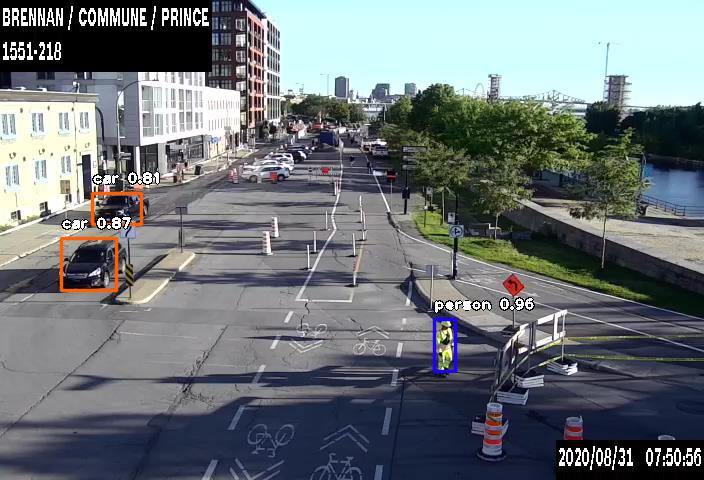 BRENNAN / COMMUNE / PRINCE
1551-218
car 0.81
car 0.87
person 0.96
2020/08/31 07:50:56